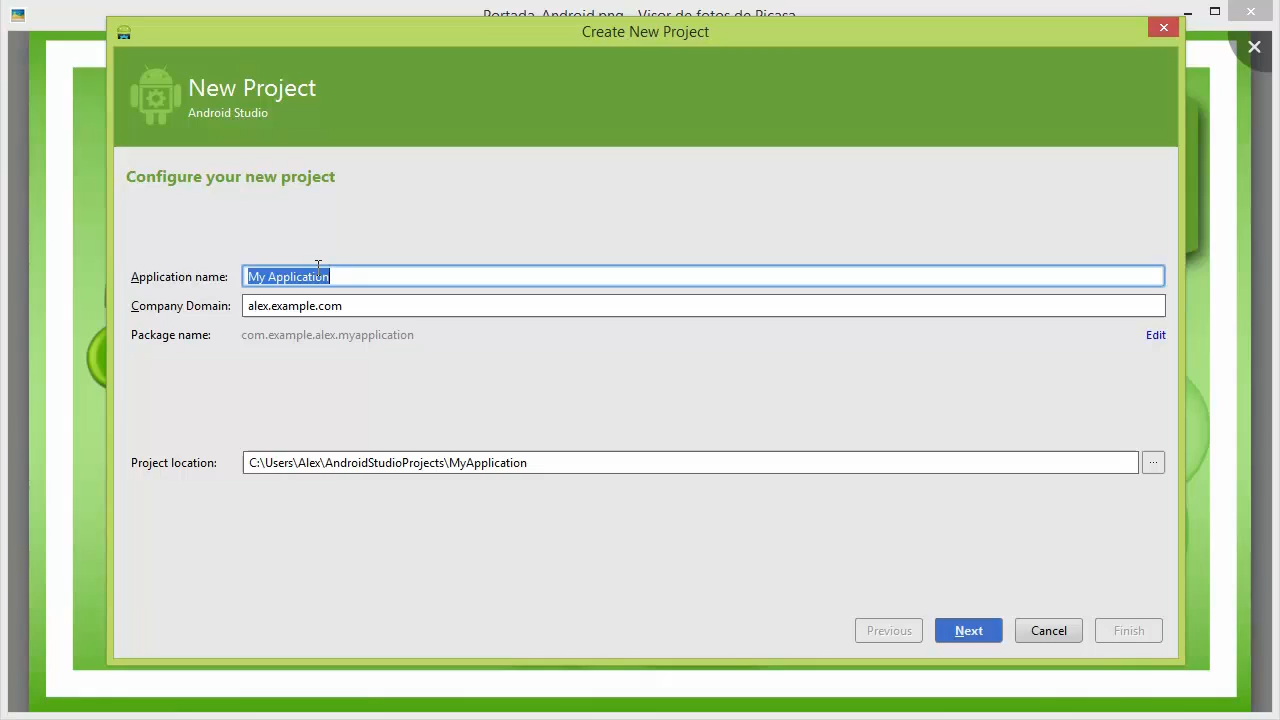 Portada_Android.png - Visor de fotos de Picasa
Create New Project
New Project
Android Studio
Configure your new project
Application name: My Application
Company Domain: alex.example.com
Package name: com.example.alex.myapplication Edit
Project location: C:\Users\Alex\AndroidStudioProjects\MyApplication ...
Previous Next Cancel Finish